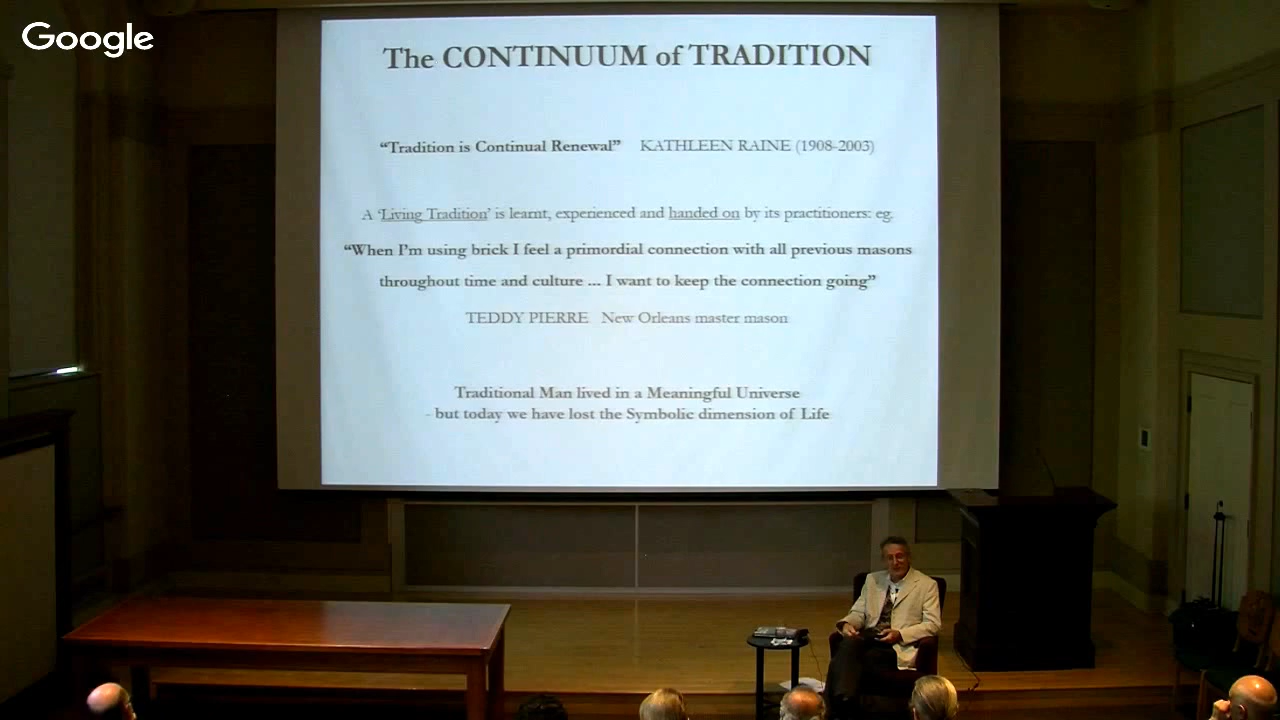 Google
The CONTINUUM of TRADITION
“Tradition is Continual Renewal” KATHLEEN RAINE (1908-2003)
A ‘Living Tradition’ is learnt, experienced and handed on by its practitioners: eg.
“When I’m using brick I feel a primordial connection with all previous masons
throughout time and culture ... I want to keep the connection going”
TEDDY PIERRE New Orleans master mason
Traditional Man lived in a Meaningful Universe
- but today we have lost the Symbolic dimension of Life